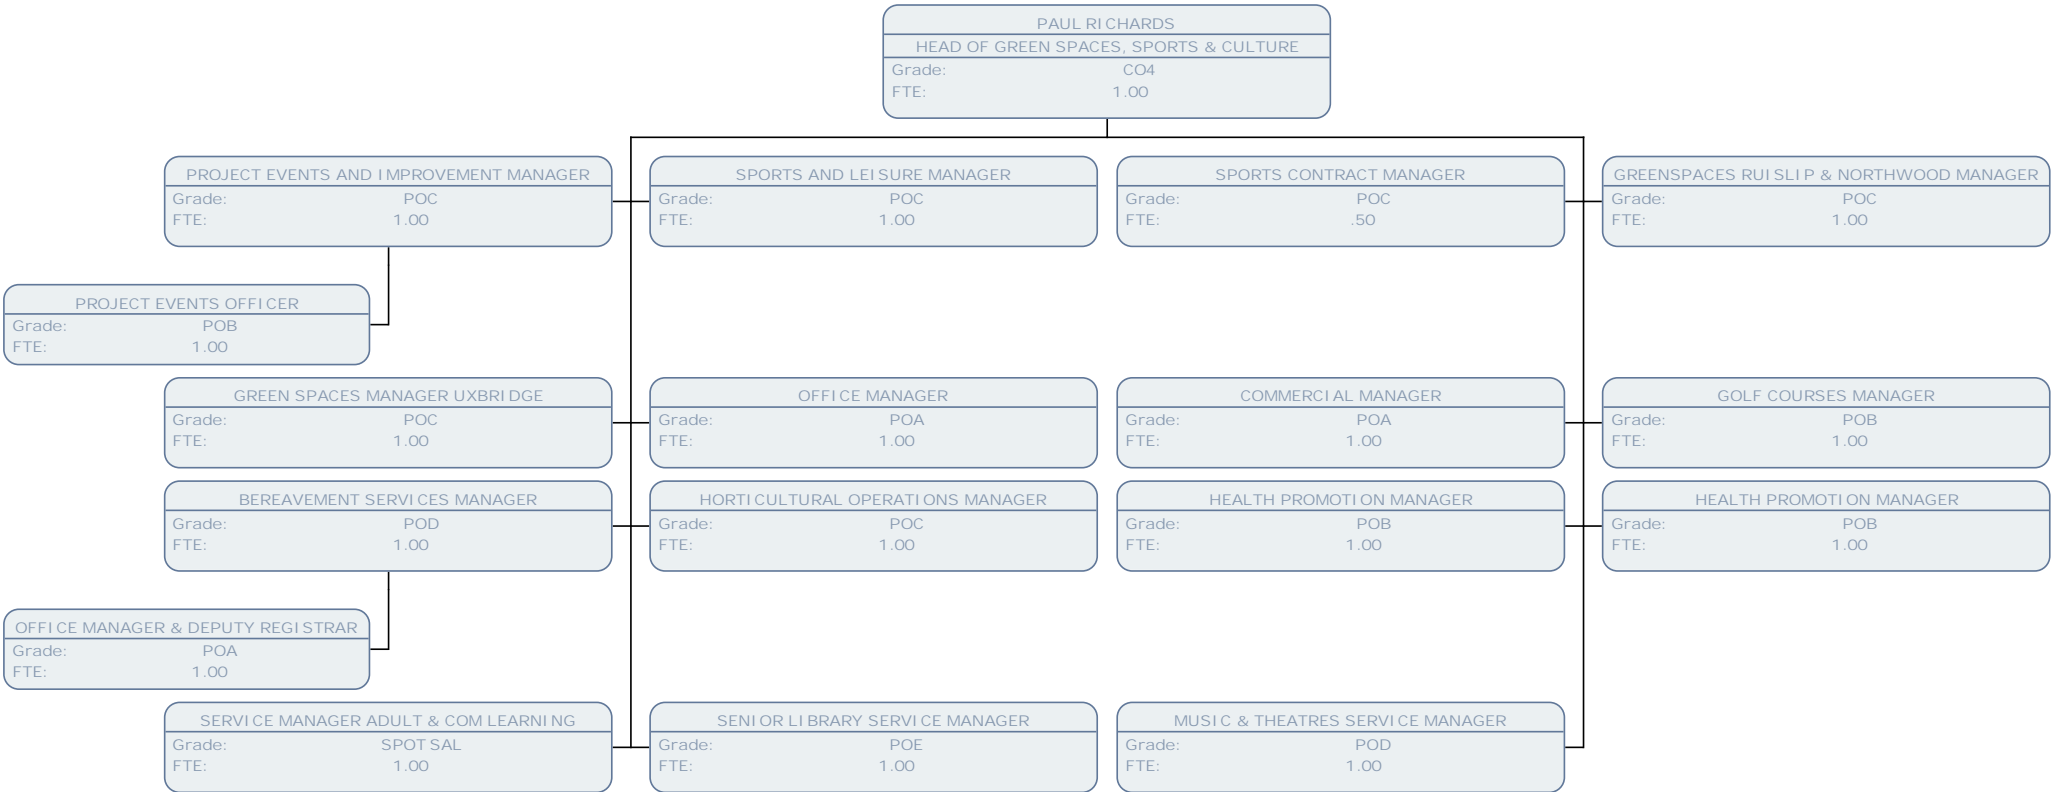 PAUL RICHARDS
HEAD OF GREEN SPACES, SPORTS & CULTURE
Grade: CO4
FTE: 1.00
PROJECT EVENTS AND IMPROVEMENT MANAGER
Grade: POC
FTE: 1.00
SPORTS AND LEISURE MANAGER
Grade: POC
FTE: 1.00
SPORTS CONTRACT MANAGER
Grade: POC
FTE: .50
GREENSPACES RUISLIP & NORTHWOOD MANAGER
Grade: POC
FTE: 1.00
PROJECT EVENTS OFFICER
Grade: POB
FTE: 1.00
GREEN SPACES MANAGER UXBRIDGE
Grade: POC
FTE: 1.00
OFFICE MANAGER
Grade: POA
FTE: 1.00
COMMERCIAL MANAGER
Grade: POA
FTE: 1.00
GOLF COURSES MANAGER
Grade: POB
FTE: 1.00
BEREAVEMENT SERVICES MANAGER
Grade: POD
FTE: 1.00
HORTICULTURAL OPERATIONS MANAGER
Grade: POC
FTE: 1.00
HEALTH PROMOTION MANAGER
Grade: POB
FTE: 1.00
HEALTH PROMOTION MANAGER
Grade: POB
FTE: 1.00
OFFICE MANAGER & DEPUTY REGISTRAR
Grade: POA
FTE: 1.00
SERVICE MANAGER ADULT & COM LEARNING
Grade: SPOT SAL
FTE: 1.00
SENIOR LIBRARY SERVICE MANAGER
Grade: POE
FTE: 1.00
MUSIC & THEATRES SERVICE MANAGER
Grade: POD
FTE: 1.00